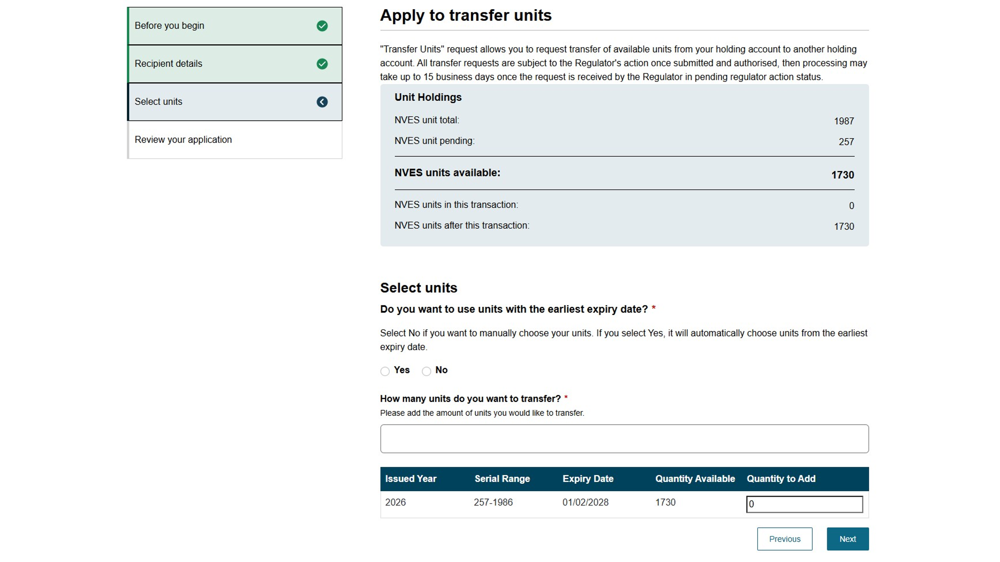 Before you begin
Recipient details
Select units
Review your application
Apply to transfer units
"Transfer Units" request allows you to request transfer of available units from your holding account to another holding
account. All transfer requests are subject to the Regulator's action once submitted and authorised, then processing may
take up to 15 business days once the request is received by the Regulator in pending regulator action status.
Unit Holdings
NVES unit total: 1987
NVES unit pending: 257
NVES units available: 1730
NVES units in this transaction: 0
NVES units after this transaction: 1730
Select units
Do you want to use units with the earliest expiry date? *
Select No if you want to manually choose your units. If you select Yes, it will automatically choose units from the earliest
expiry date.
Yes No
How many units do you want to transfer? *
Please add the amount of units you would like to transfer.
Issued Year Serial Range Expiry Date Quantity Available Quantity to Add
2026 257-1986 01/02/2028 1730 0
Previous Next